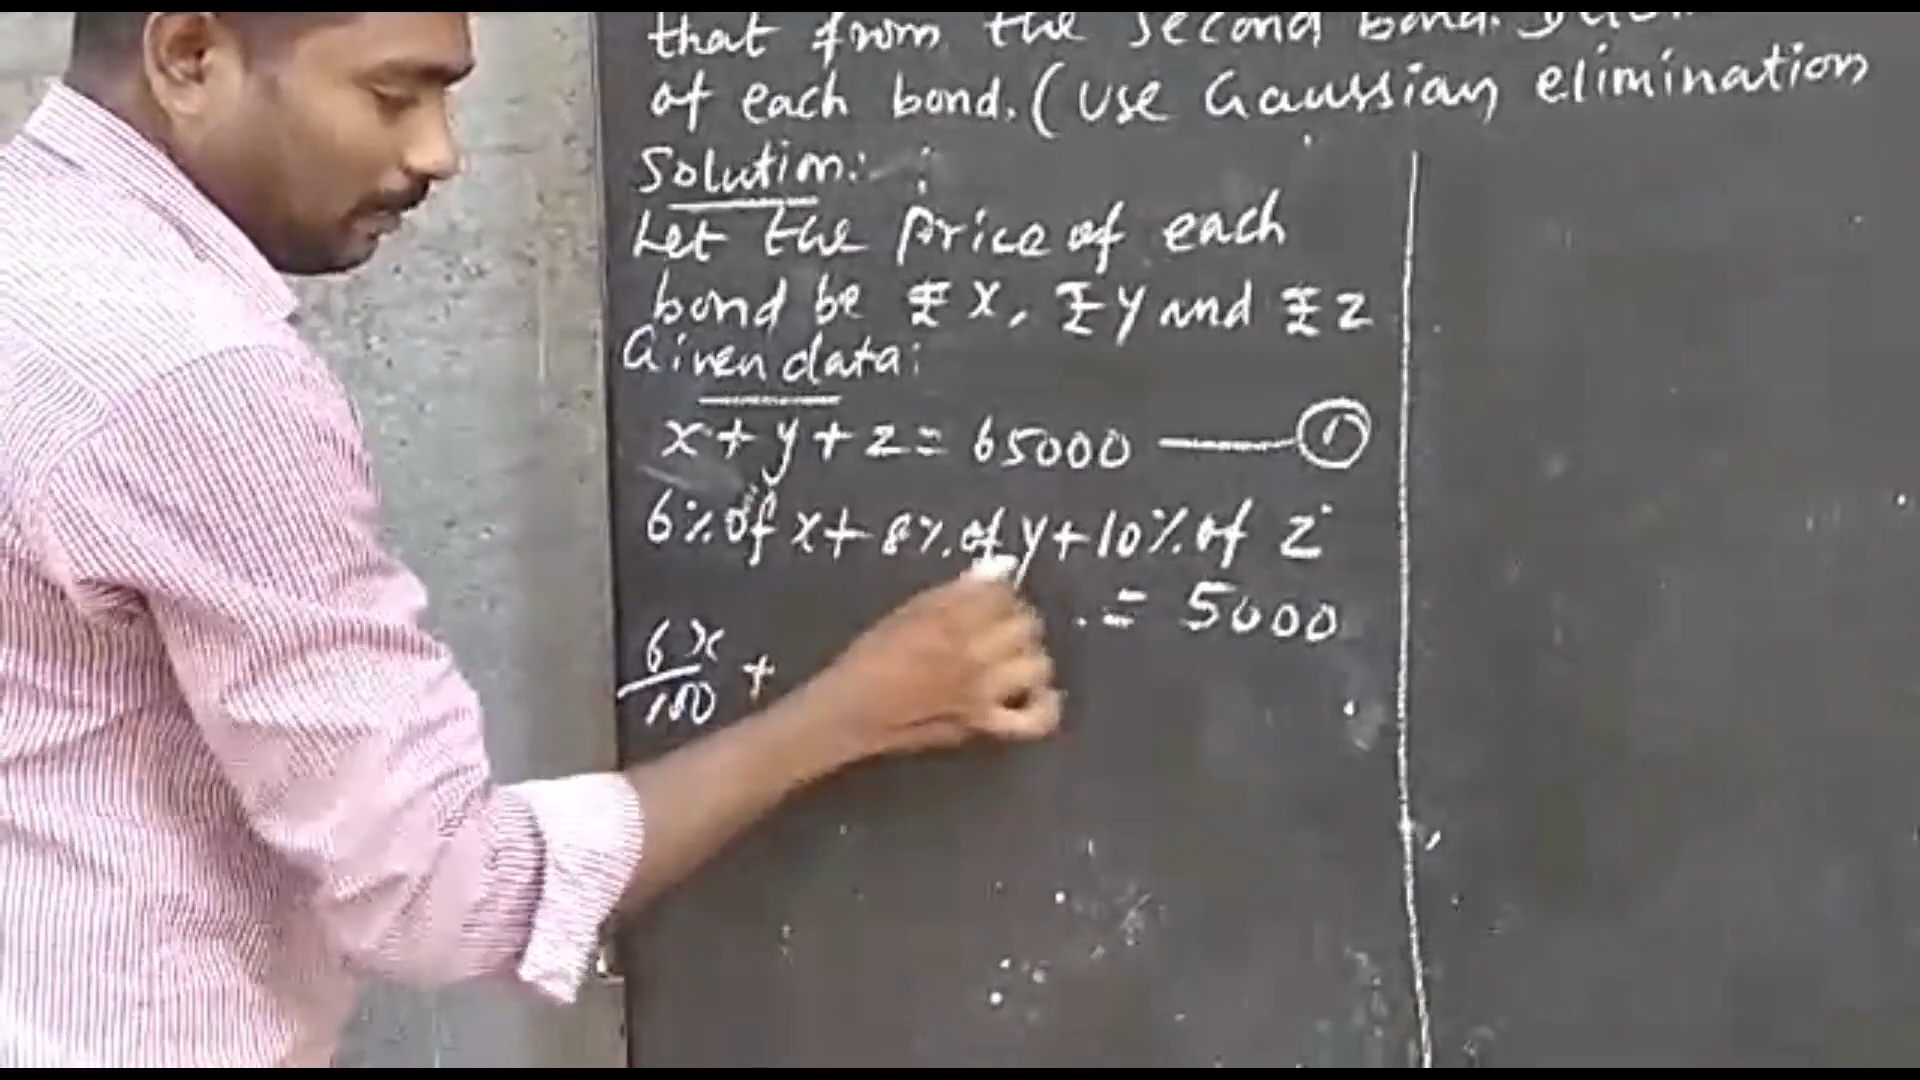 that from the second bond.
of each bond. (Use Gaussian elimination
Solution:
Let the price of each
bond be ₹ x, ₹ y and ₹ z
Given data:
x + y + z = 65000 — ①
6% of x + 8% of y + 10% of z
= 5000
6x/100 +